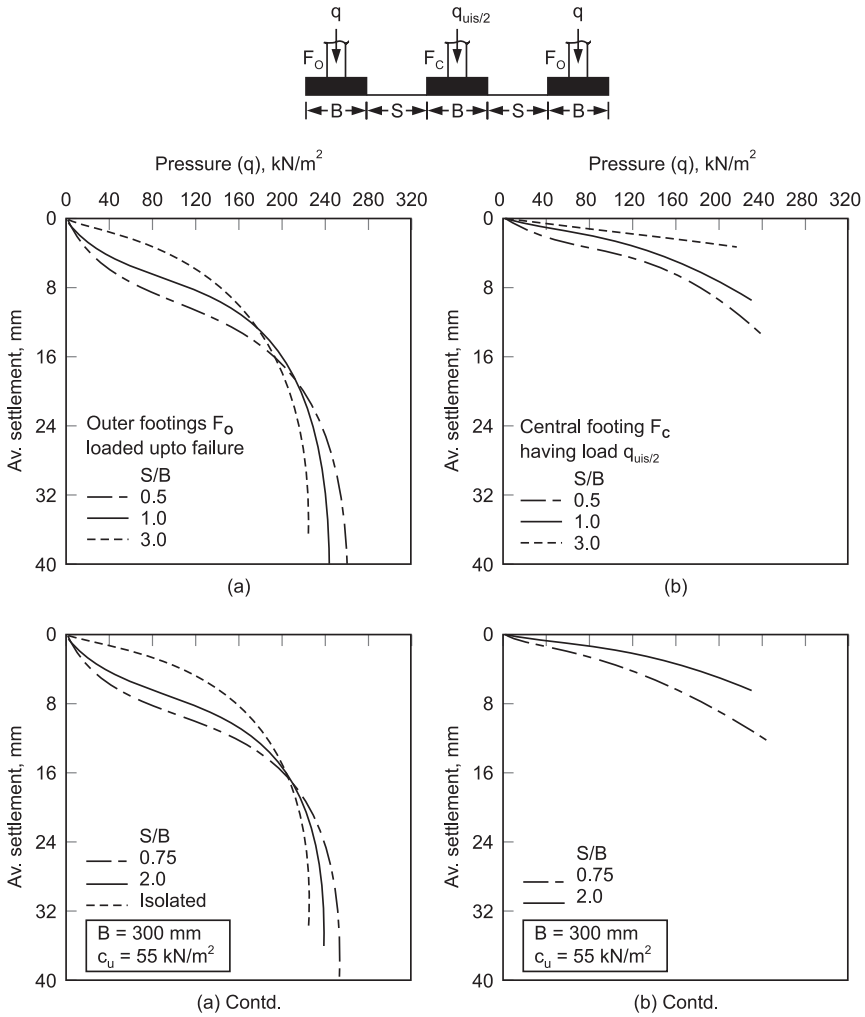 q q_uis/2 q
F_O F_C F_O
B S B S B
Pressure (q), kN/m²
0 40 80 120 160 200 240 280 320
Av. settlement, mm
0
8
16
24
32
40
Outer footings F_O
loaded upto failure
S/B
0.5
1.0
3.0
(a)
Pressure (q), kN/m²
0 40 80 120 160 200 240 280 320
Av. settlement, mm
0
8
16
24
32
40
Central footing F_C
having load q_uis/2
S/B
0.5
1.0
3.0
(b)
Av. settlement, mm
0
8
16
24
32
40
S/B
0.75
2.0
Isolated
B = 300 mm
c_u = 55 kN/m²
(a) Contd.
Av. settlement, mm
0
8
16
24
32
40
S/B
0.75
2.0
B = 300 mm
c_u = 55 kN/m²
(b) Contd.